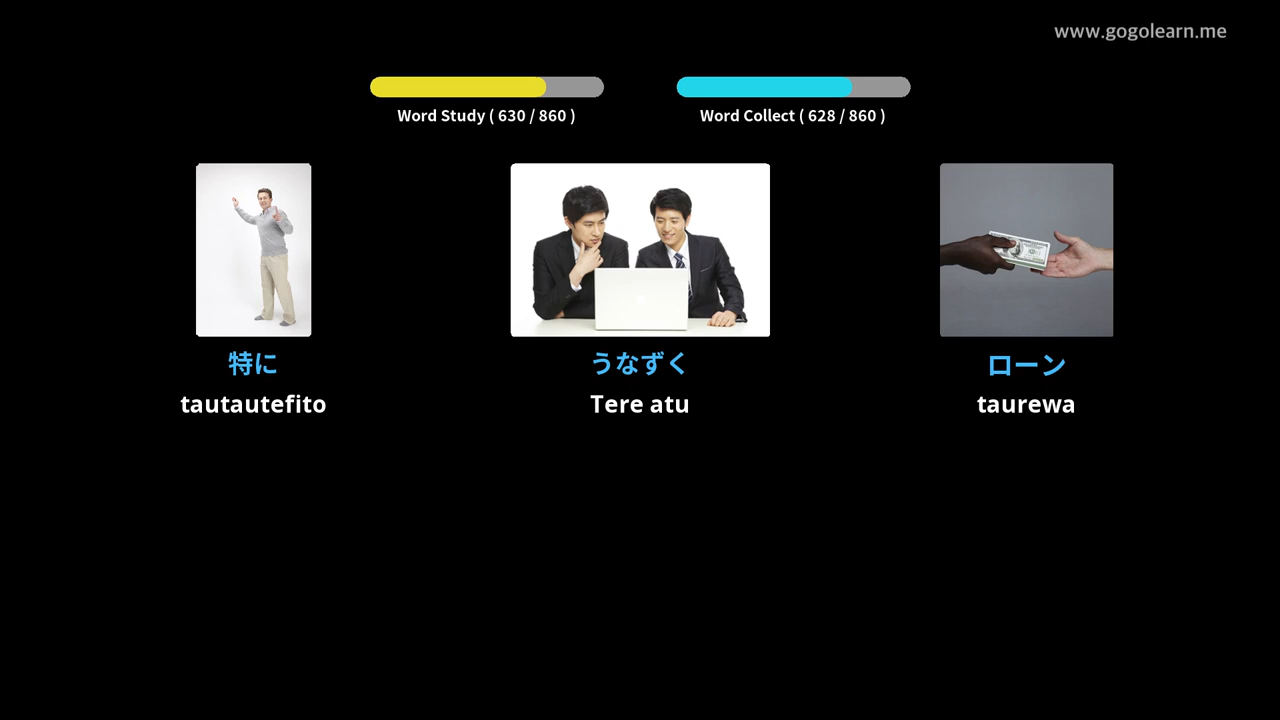 www.gogolearn.me
Word Study ( 630 / 860 )
Word Collect ( 628 / 860 )
特に
うなずく
ローン
tautautefito
Tere atu
taurewa